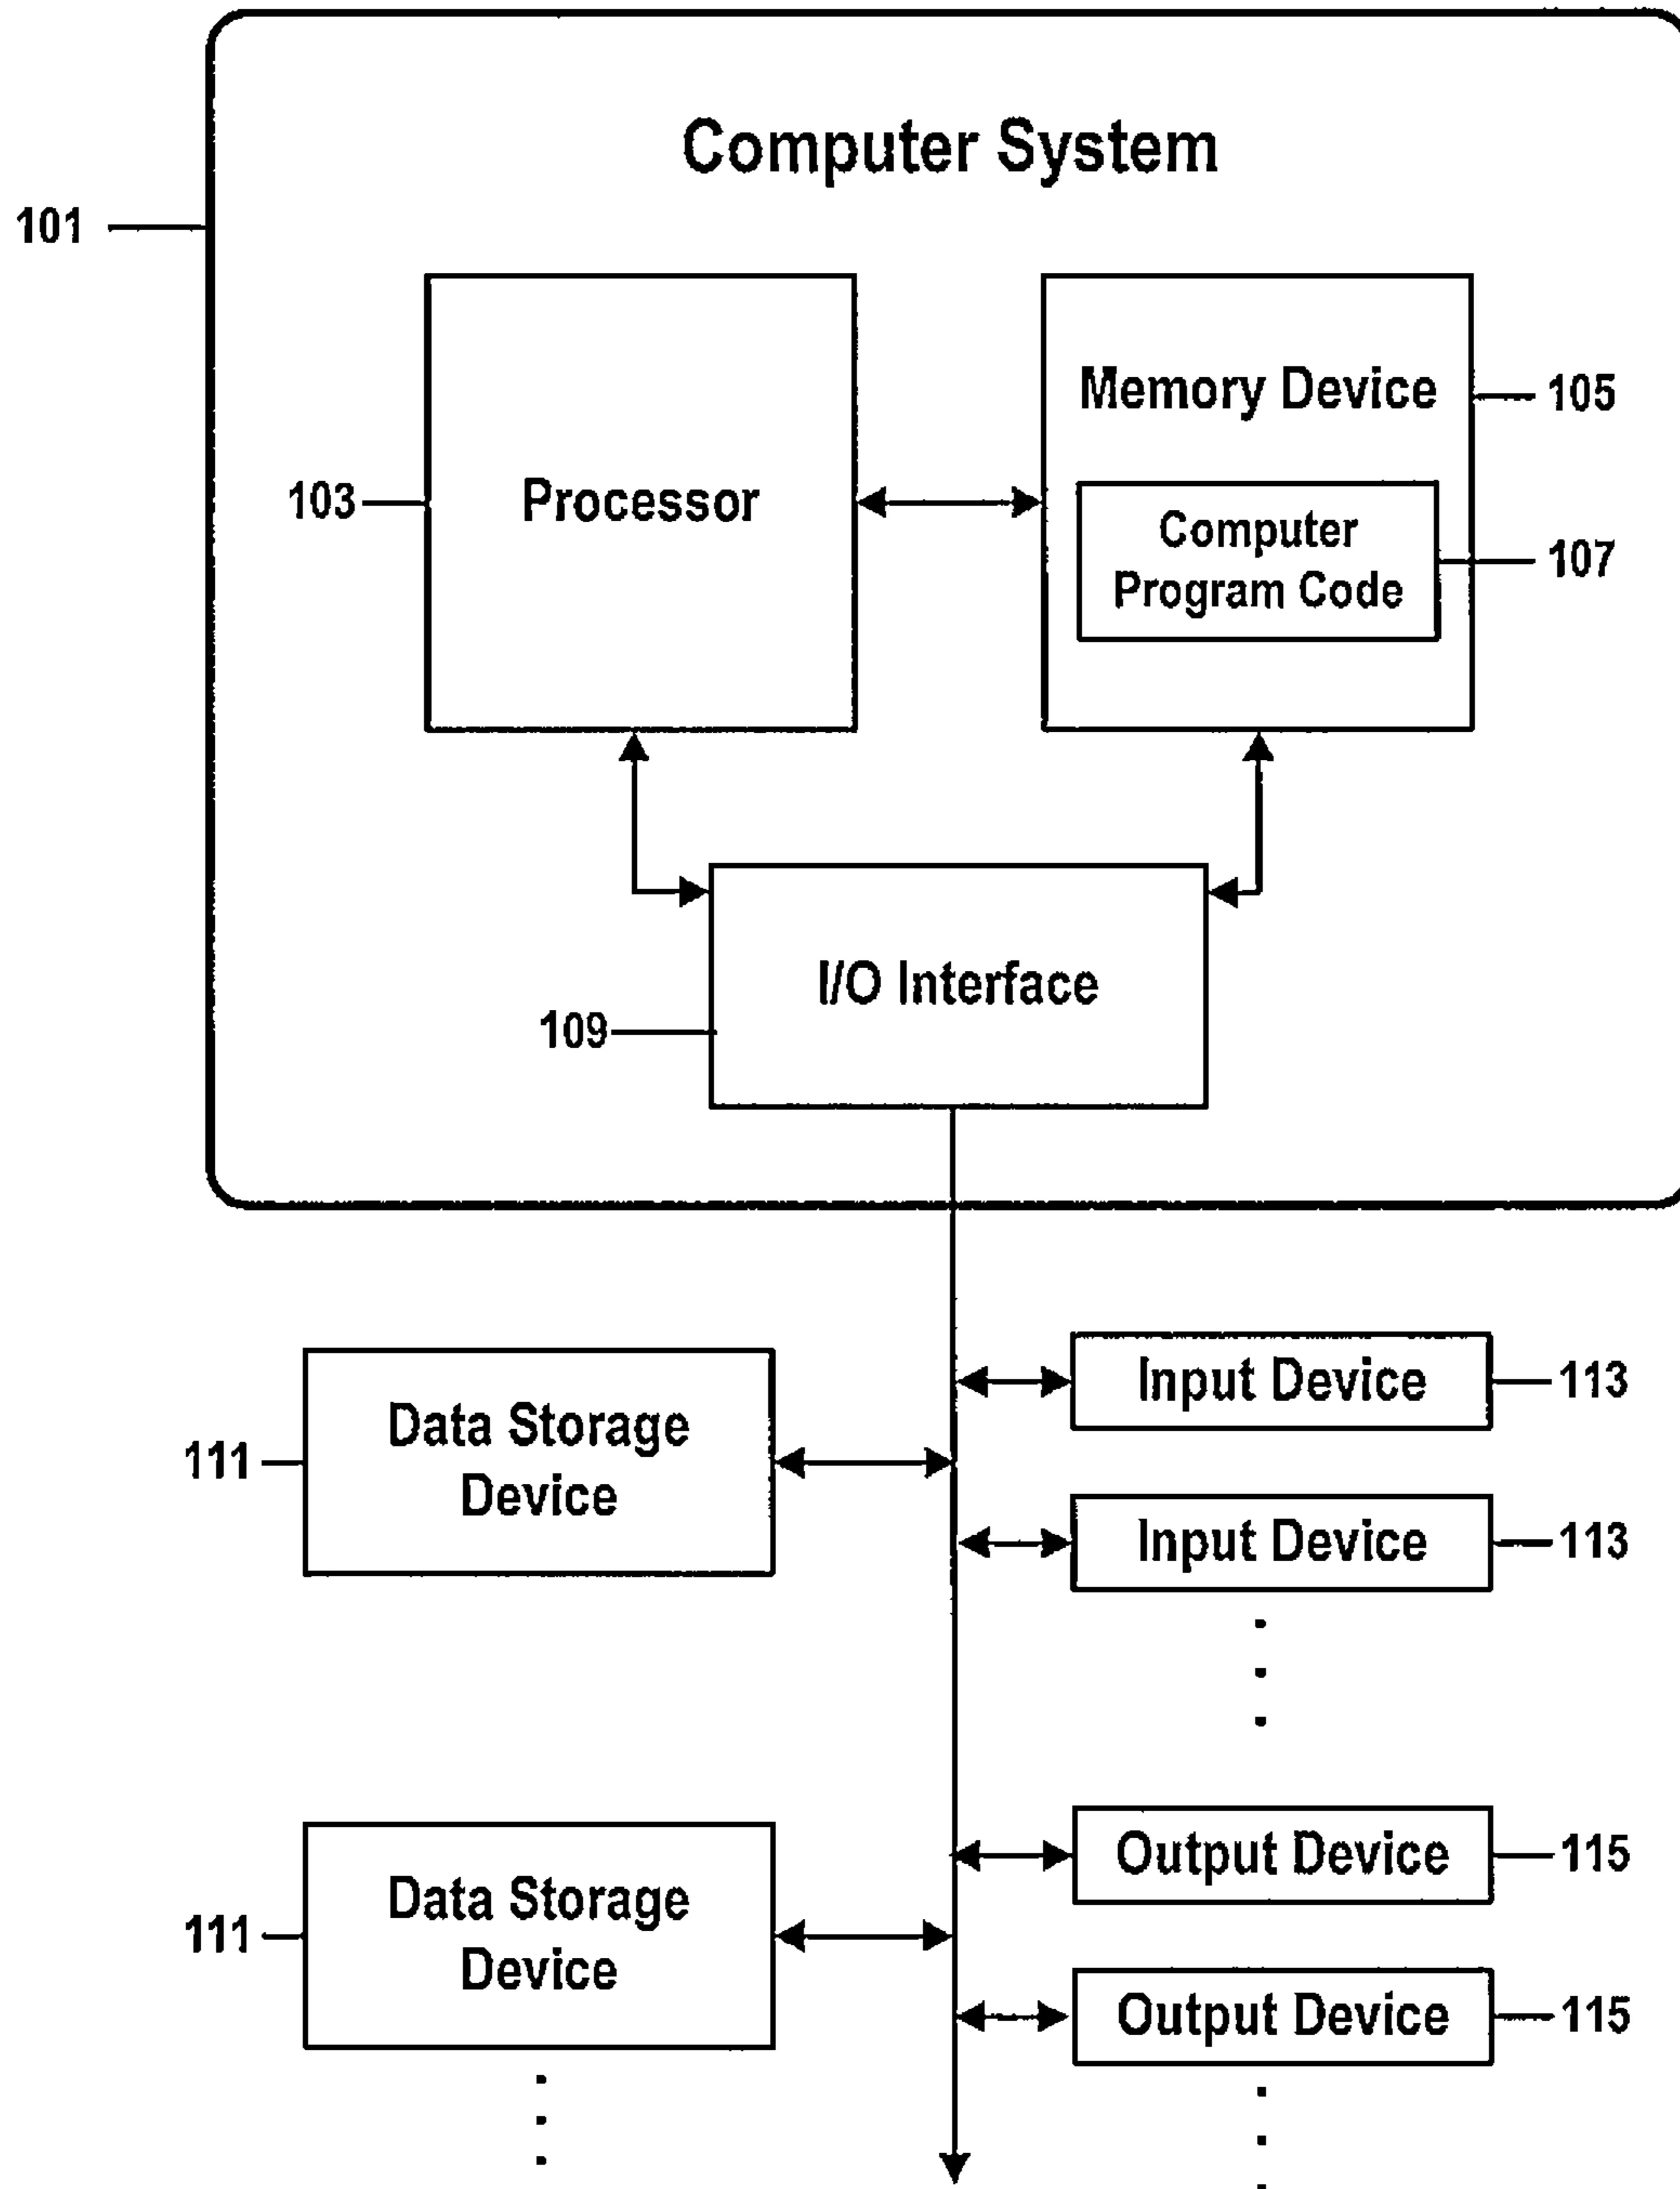 Computer System
101
Memory Device
105
103
Processor
Computer
Program Code
107
I/O Interface
109
Input Device
113
Data Storage
Device
111
Input Device
113
Output Device
115
Data Storage
Device
111
Output Device
115